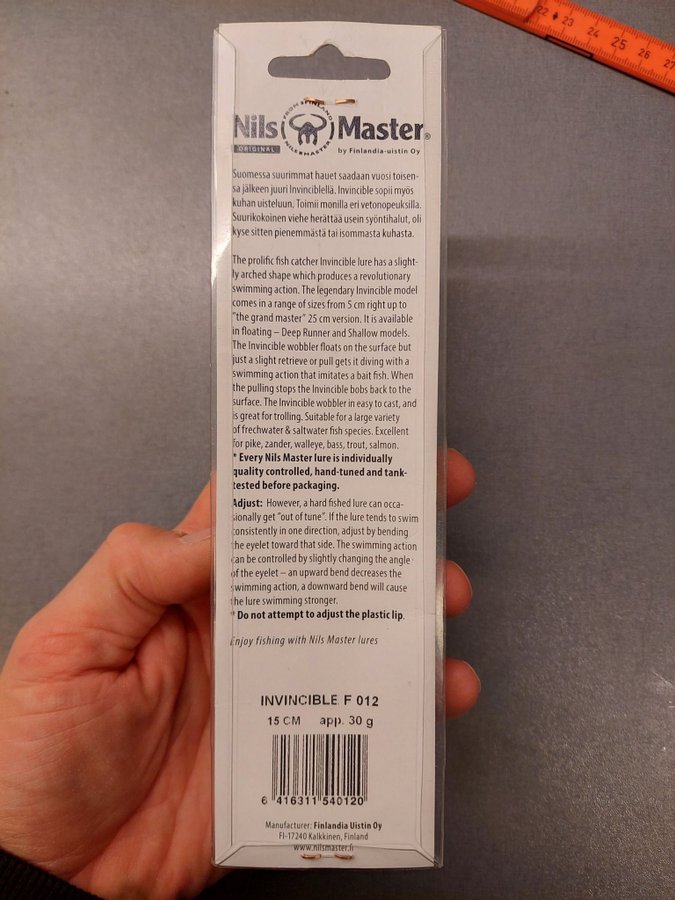 22 23 24 25 26 27
FROM FINLAND
Nils Master®
NILS MASTER
ORIGINAL
by Finlandia-uistin Oy
Suomessa suurimmat hauet saadaan vuosi toisen-
sa jälkeen juuri Invinciblellä. Invincible sopii myös
kuhan uisteluun. Toimii monilla eri vetonopeuksilla.
Suurikokoinen viehe herättää usein syöntihalut, oli
kyse sitten pienemmästä tai isommasta kuhasta.
The prolific fish catcher Invincible lure has a slight-
ly arched shape which produces a revolutionary
swimming action. The legendary Invincible model
comes in a range of sizes from 5 cm right up to
"the grand master" 25 cm version. It is available
in floating – Deep Runner and Shallow models.
The Invincible wobbler floats on the surface but
just a slight retrieve or pull gets it diving with a
swimming action that imitates a bait fish. When
the pulling stops the Invincible bobs back to the
surface. The Invincible wobbler in easy to cast, and
is great for trolling. Suitable for a large variety
of frechwater & saltwater fish species. Excellent
for pike, zander, walleye, bass, trout, salmon.
* Every Nils Master lure is individually
quality controlled, hand-tuned and tank-
tested before packaging.
Adjust: However, a hard fished lure can occa-
sionally get "out of tune". If the lure tends to swim
consistently in one direction, adjust by bending
the eyelet toward that side. The swimming action
can be controlled by slightly changing the angle
of the eyelet – an upward bend decreases the
swimming action, a downward bend will cause
the lure swimming stronger.
* Do not attempt to adjust the plastic lip.
Enjoy fishing with Nils Master lures
INVINCIBLE F 012
15 CM app. 30 g
6 416311 540120
Manufacturer: Finlandia Uistin Oy
FI-17240 Kalkkinen, Finland
www.nilsmaster.fi